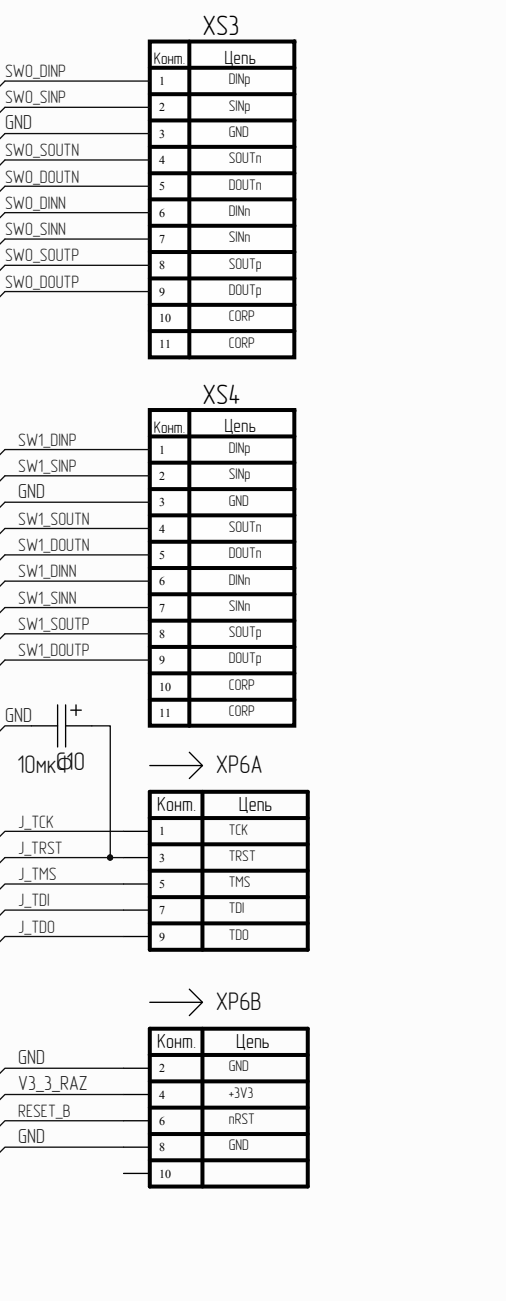 XS3
Конт. Цепь
SW0_DINP 1 DINp
SW0_SINP 2 SINp
GND 3 GND
SW0_SOUTN 4 SOUTn
SW0_DOUTN 5 DOUTn
SW0_DINN 6 DINn
SW0_SINN 7 SINn
SW0_SOUTP 8 SOUTp
SW0_DOUTP 9 DOUTp
10 CORP
11 CORP
XS4
Конт. Цепь
SW1_DINP 1 DINp
SW1_SINP 2 SINp
GND 3 GND
SW1_SOUTN 4 SOUTn
SW1_DOUTN 5 DOUTn
SW1_DINN 6 DINn
SW1_SINN 7 SINn
SW1_SOUTP 8 SOUTp
SW1_DOUTP 9 DOUTp
10 CORP
11 CORP
GND +
10мкФ
XP6A
Конт. Цепь
J_TCK 1 TCK
J_TRST 3 TRST
J_TMS 5 TMS
J_TDI 7 TDI
J_TDO 9 TDO
XP6B
Конт. Цепь
GND 2 GND
V3_3_RAZ 4 +3V3
RESET_B 6 nRST
GND 8 GND
10